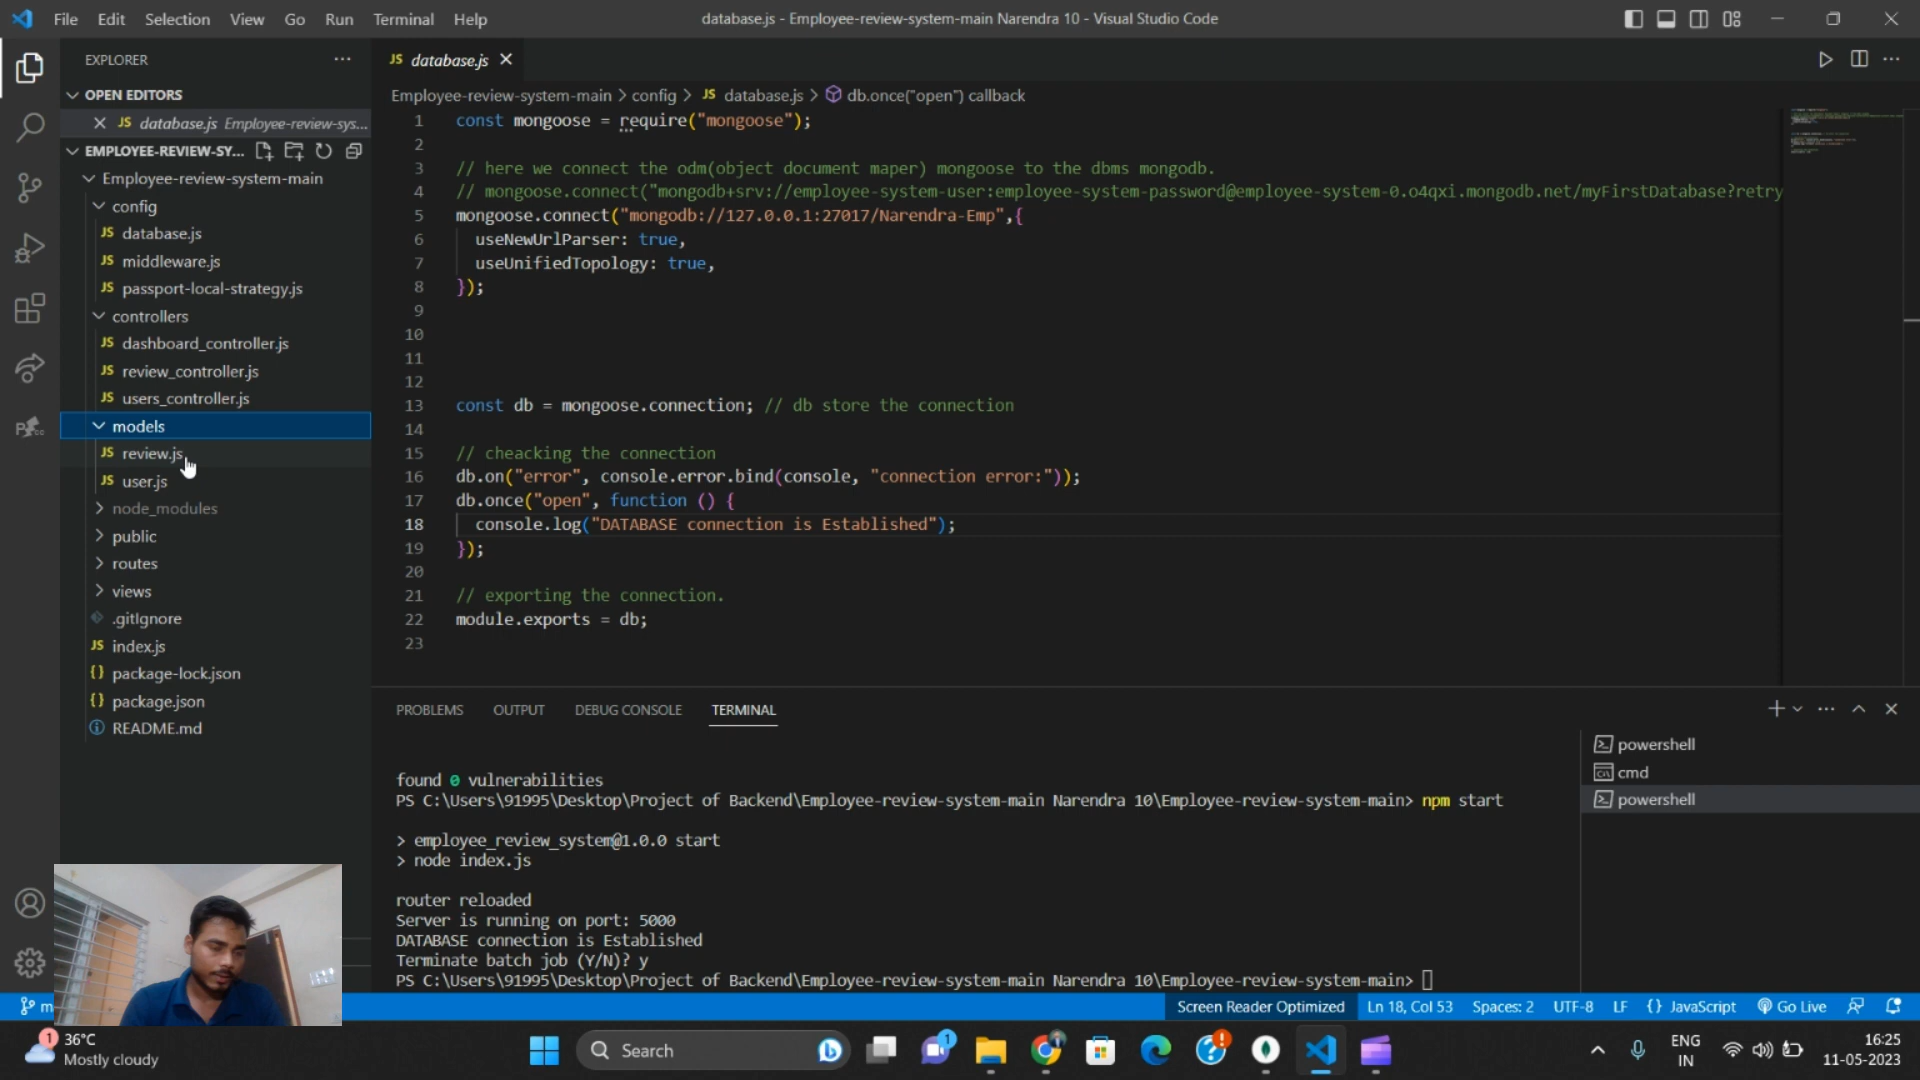 File Edit Selection View Go Run Terminal Help
database.js - Employee-review-system-main Narendra 10 - Visual Studio Code
EXPLORER
OPEN EDITORS
JS database.js Employee-review-sys...
EMPLOYEE-REVIEW-SY...
Employee-review-system-main
config
JS database.js
JS middleware.js
JS passport-local-strategy.js
controllers
JS dashboard_controller.js
JS review_controller.js
JS users_controller.js
models
JS review.js
JS user.js
node_modules
public
routes
views
.gitIgnore
JS index.js
{} package-lock.json
{} package.json
README.md
JS database.js
Employee-review-system-main > config > JS database.js > db.once("open") callback
1 const mongoose = require("mongoose");
2
3 // here we connect the odm(object document maper) mongoose to the dbms mongodb.
4 // mongoose.connect("mongodb+srv://employee-system-user:employee-system-password@employee-system-0.o4qxi.mongodb.net/myFirstDatabase?retry
5 mongoose.connect("mongodb://127.0.0.1:27017/Narendra-Emp",{
6 useNewUrlParser: true,
7 useUnifiedTopology: true,
8 });
9
10
11
12
13 const db = mongoose.connection; // db store the connection
14
15 // cheacking the connection
16 db.on("error", console.error.bind(console, "connection error:"));
17 db.once("open", function () {
18 console.log("DATABASE connection is Established");
19 });
20
21 // exporting the connection.
22 module.exports = db;
23
PROBLEMS OUTPUT DEBUG CONSOLE TERMINAL
found 0 vulnerabilities
PS C:\Users\91995\Desktop\Project of Backend\Employee-review-system-main Narendra 10\Employee-review-system-main> npm start
> employee_review_system@1.0.0 start
> node index.js
router reloaded
Server is running on port: 5000
DATABASE connection is Established
Terminate batch job (Y/N)? y
PS C:\Users\91995\Desktop\Project of Backend\Employee-review-system-main Narendra 10\Employee-review-system-main>
powershell
cmd
powershell
Screen Reader Optimized Ln 18, Col 53 Spaces: 2 UTF-8 LF {} JavaScript Go Live
1 36°C
Mostly cloudy
Search
1
ENG
IN
16:25
11-05-2023